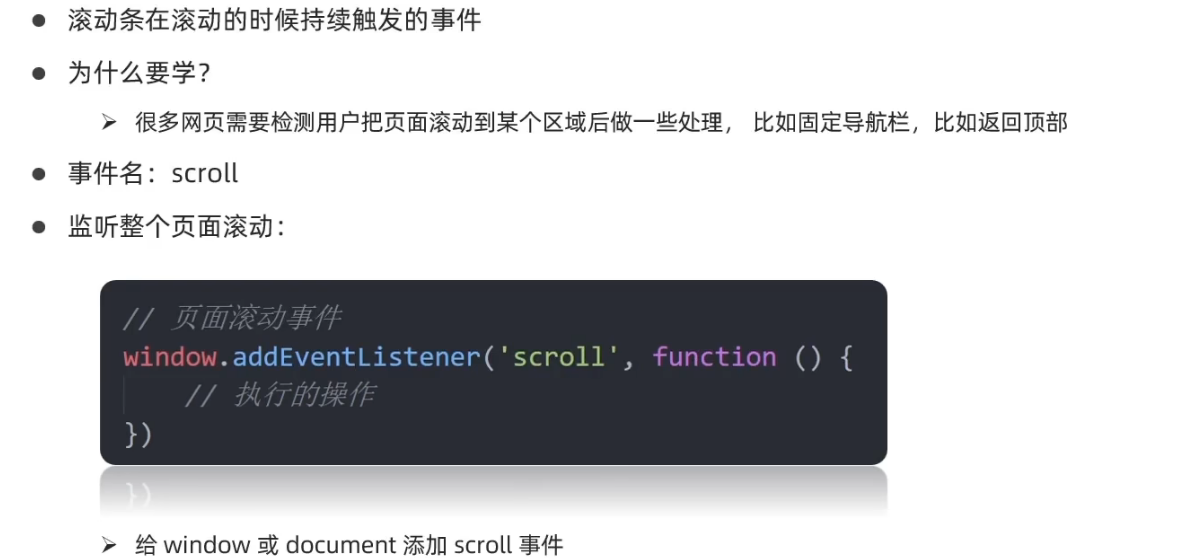 ● 滚动条在滚动的时候持续触发的事件
● 为什么要学？
➢ 很多网页需要检测用户把页面滚动到某个区域后做一些处理， 比如固定导航栏，比如返回顶部
● 事件名：scroll
● 监听整个页面滚动：
// 页面滚动事件
window.addEventListener('scroll', function () {
    // 执行的操作
})
➢ 给 window 或 document 添加 scroll 事件